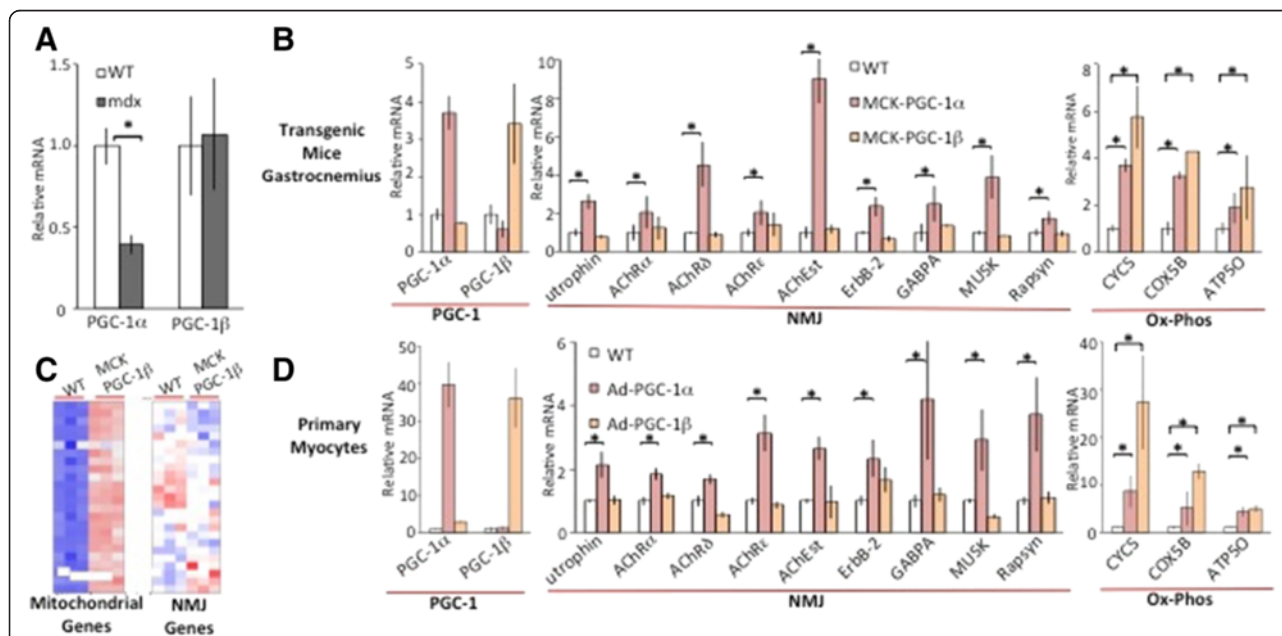 A
1.5
WT
mdx
*
1.0
0.5
0
Relative mRNA
PGC-1α PGC-1β
B
Transgenic
Mice
Gastrocnemius
5
4
3
2
1
0
Relative mRNA
PGC-1α PGC-1β
PGC-1
10
8
6
4
2
0
Relative mRNA
WT
MCK-PGC-1α
MCK-PGC-1β
* * * * * * * * *
utrophin AChRα AChRδ AChRε AChEst ErbB-2 GABPA MUSK Rapsyn
NMJ
8
6
4
2
0
Relative mRNA
* * *
* * *
CYCS COX5B ATP5O
Ox-Phos
C
WT MCK PGC-1β WT MCK PGC-1β
Mitochondrial
Genes
NMJ
Genes
D
Primary
Myocytes
50
40
30
20
10
0
Relative mRNA
PGC-1α PGC-1β
PGC-1
6
4
2
0
Relative mRNA
WT
Ad-PGC-1α
Ad-PGC-1β
* * * * * * * * *
utrophin AChRα AChRδ AChRε AChEst ErbB-2 GABPA MUSK Rapsyn
NMJ
40
30
20
10
0
Relative mRNA
* * *
* * *
CYCS COX5B ATP5O
Ox-Phos